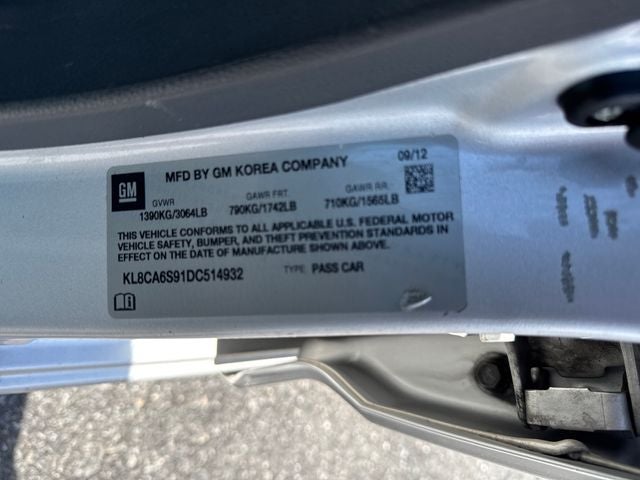 MFD BY GM KOREA COMPANY 09/12
GM
GVWR GAWR FRT. GAWR RR.
1390KG/3064LB 790KG/1742LB 710KG/1565LB
THIS VEHICLE CONFORMS TO ALL APPLICABLE U.S. FEDERAL MOTOR
VEHICLE SAFETY, BUMPER, AND THEFT PREVENTION STANDARDS IN
EFFECT ON THE DATE OF MANUFACTURE SHOWN ABOVE.
KL8CA6S91DC514932 TYPE: PASS CAR